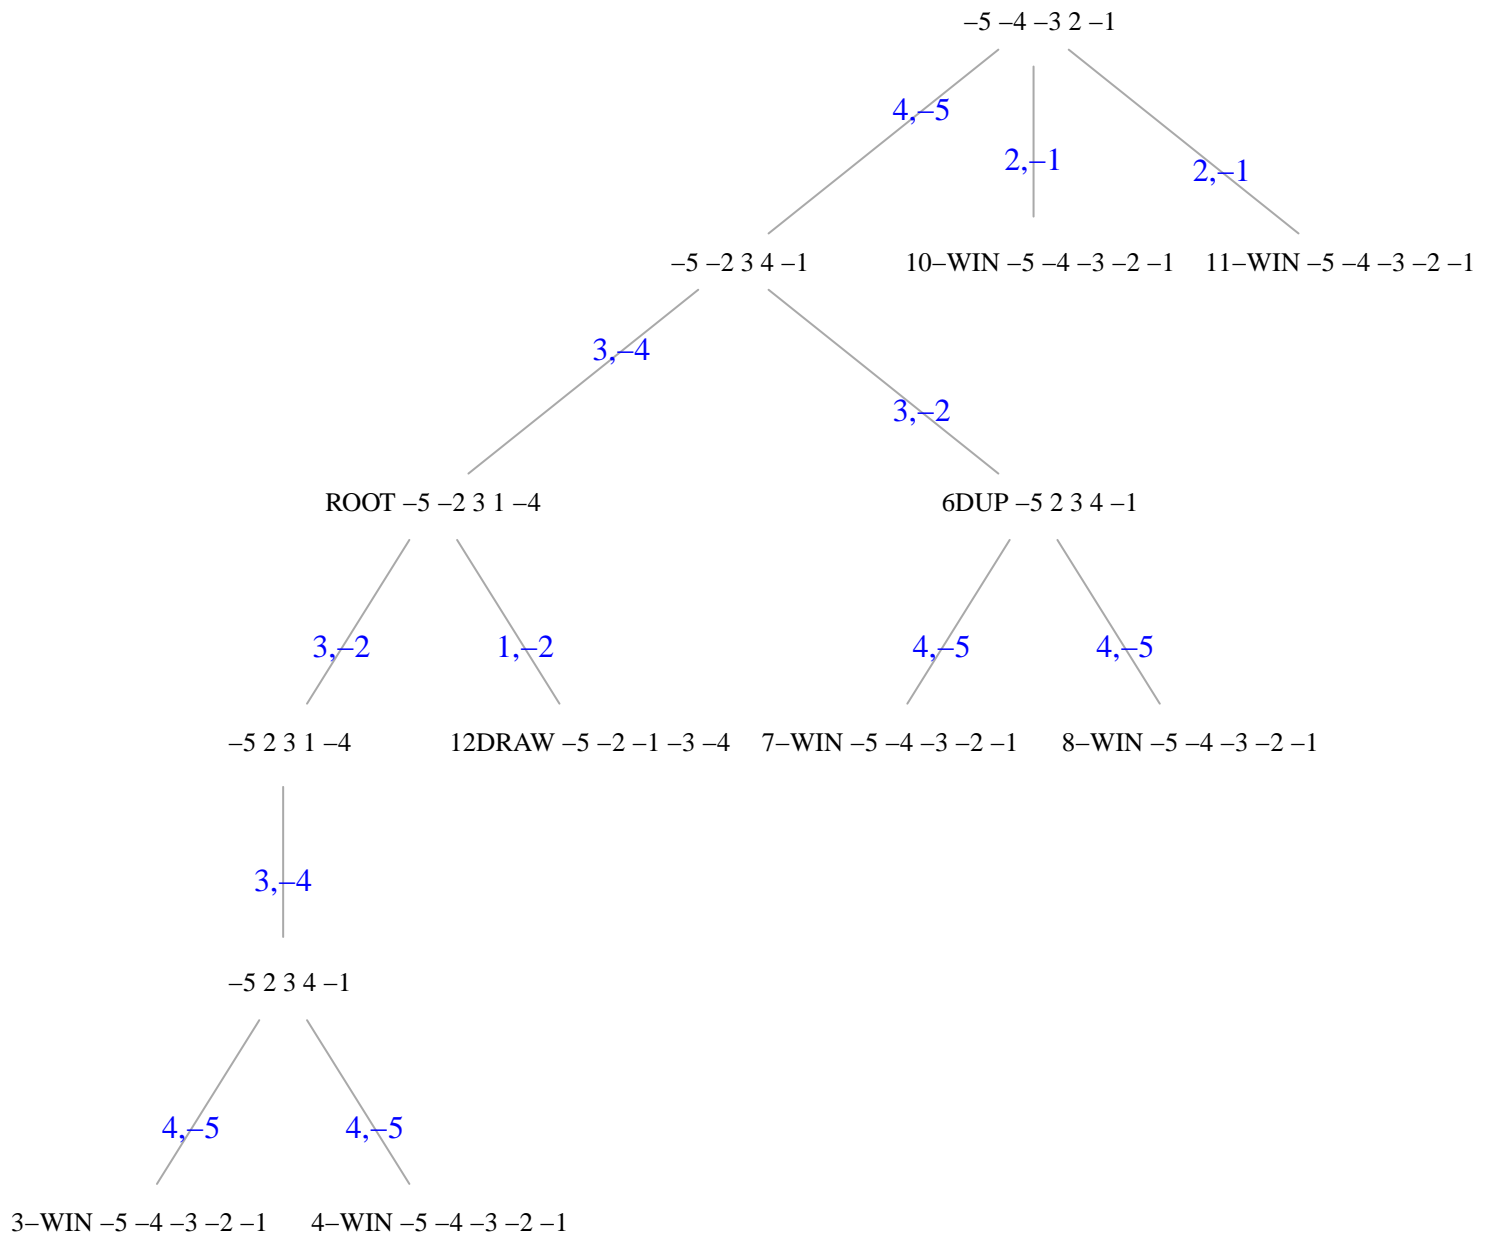 –5 –4 –3 2 –1
4,–5
2,–1
2,–1
–5 –2 3 4 –1
10–WIN –5 –4 –3 –2 –1
11–WIN –5 –4 –3 –2 –1
3,–4
3,–2
ROOT –5 –2 3 1 –4
6DUP –5 2 3 4 –1
3,–2
1,–2
4,–5
4,–5
–5 2 3 1 –4
12DRAW –5 –2 –1 –3 –4
7–WIN –5 –4 –3 –2 –1
8–WIN –5 –4 –3 –2 –1
3,–4
–5 2 3 4 –1
4,–5
4,–5
3–WIN –5 –4 –3 –2 –1
4–WIN –5 –4 –3 –2 –1